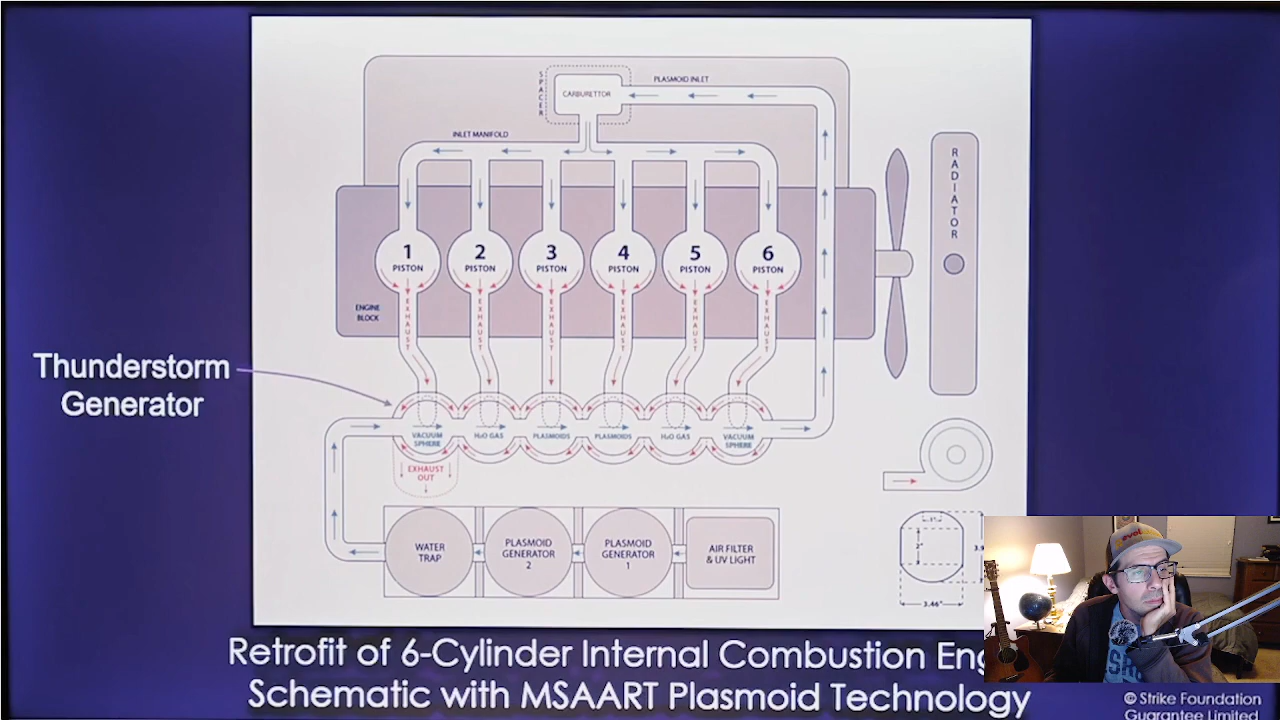 SPACER
CARBURETTOR
PLASMOID INLET
INLET MANIFOLD
RADIATOR
1
PISTON
2
PISTON
3
PISTON
4
PISTON
5
PISTON
6
PISTON
ENGINE
BLOCK
EXHAUST
EXHAUST
EXHAUST
EXHAUST
EXHAUST
EXHAUST
Thunderstorm
Generator
VACUUM
SPHERE
H₂O GAS
PLASMOIDS
PLASMOIDS
H₂O GAS
VACUUM
SPHERE
EXHAUST
OUT
WATER
TRAP
PLASMOID
GENERATOR
2
PLASMOID
GENERATOR
1
AIR FILTER
& UV LIGHT
1"
2"
3.46"
Retrofit of 6-Cylinder Internal Combustion Eng
Schematic with MSAART Plasmoid Technology
© Strike Foundation
Guarantee Limited